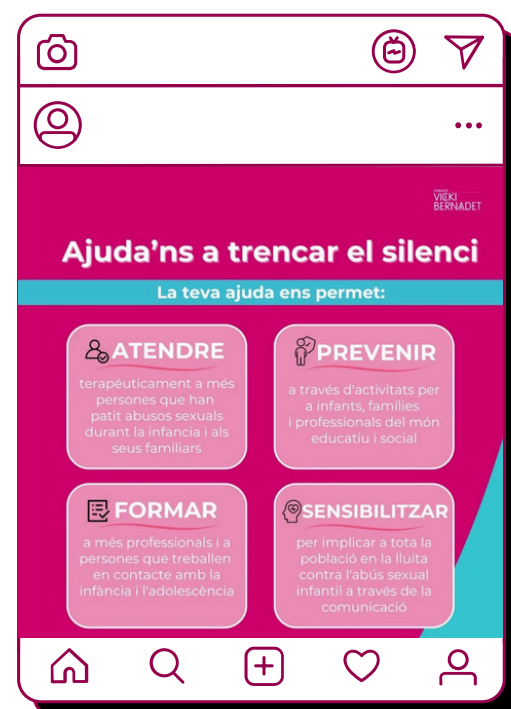 VICKI
BERNADET
Ajuda'ns a trencar el silenci
La teva ajuda ens permet:
ATENDRE
terapéuticament a més
persones que han
patit abusos sexuals
durant la infancia i als
seus familiars
PREVENIR
a través d'activitats per
a infants, famílies
i professionals del món
educatiu i social
FORMAR
a més professionals i a
persones que treballen
en contacte amb la
infància i l'adolescència
SENSIBILITZAR
per implicar a tota la
població en la lluita
contra l'abús sexual
infantil a través de la
comunicació